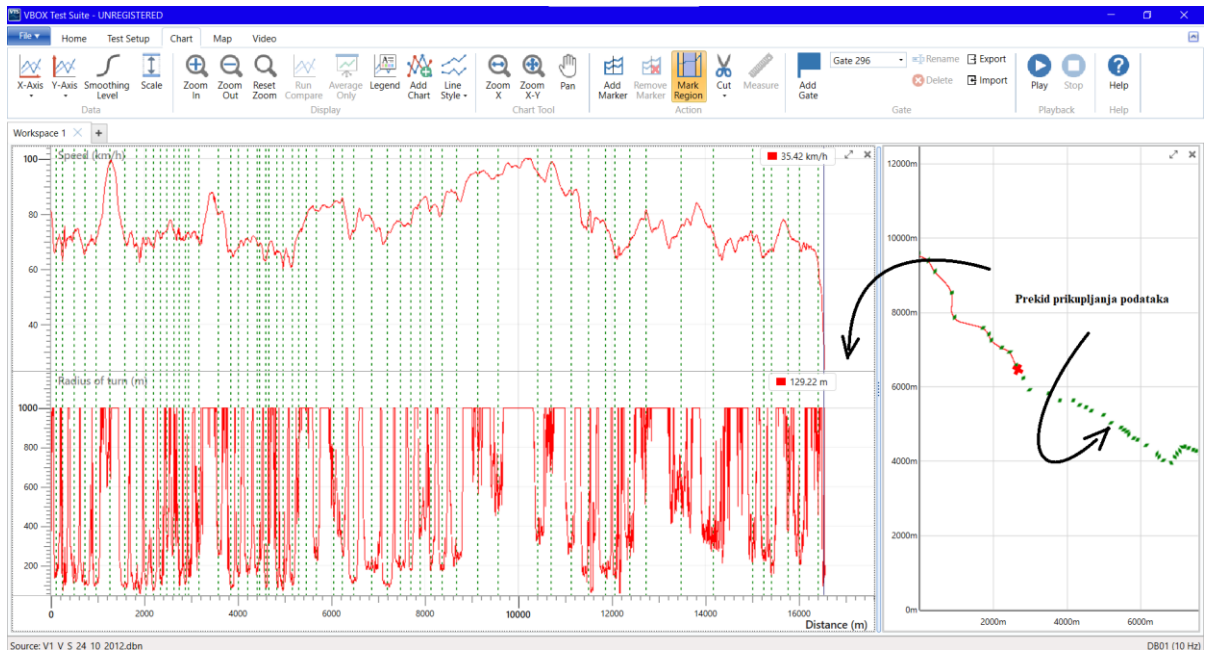 VBOX Test Suite - UNREGISTERED
File Home Test Setup Chart Map Video
X-Axis Y-Axis Smoothing Level Scale Zoom In Zoom Out Reset Zoom Run Compare Average Only Legend Add Chart Line Style Zoom X Zoom X-Y Pan Add Marker Remove Marker Mark Region Cut Measure Add Gate Gate 296 Rename Export Delete Import Play Stop Help
Data Display Chart Tool Action Gate Playback Help
Workspace 1 +
Speed (km/h)
35.42 km/h
100
80
60
40
Radius of turn (m)
129.22 m
1000
800
600
400
200
0 2000 4000 6000 8000 10000 12000 14000 16000
Distance (m)
12000m
10000m
8000m
6000m
4000m
2000m
0m
2000m 4000m 6000m
Prekid prikupljanja podataka
Source: V1_V_S_24_10_2012.dbn
DB01 (10 Hz)